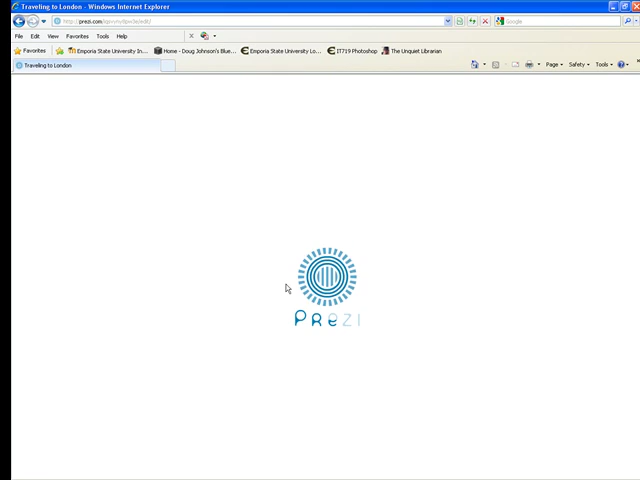 Traveling to London - Windows Internet Explorer
Google
File Edit View Favorites Tools Help
Favorites Emporia State University In... Home - Doug Johnson's Blue... Emporia State University Lo... IT719 Photoshop The Unquiet Librarian
Traveling to London
Page Safety Tools
PReZI